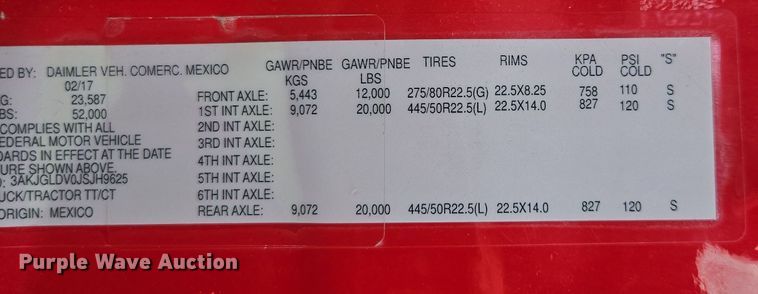 GAWR/PNBE GAWR/PNBE TIRES RIMS KPA PSI "S"
ED BY: DAIMLER VEH. COMERC. MEXICO KGS LBS COLD COLD
02/17
G: 23,587 FRONT AXLE: 5,443 12,000 275/80R22.5(G) 22.5X8.25 758 110 S
BS: 52,000 1ST INT AXLE: 9,072 20,000 445/50R22.5(L) 22.5X14.0 827 120 S
COMPLIES WITH ALL 2ND INT AXLE:
EDERAL MOTOR VEHICLE 3RD INT AXLE:
DARDS IN EFFECT AT THE DATE 4TH INT AXLE:
URE SHOWN ABOVE. 5TH INT AXLE:
: 3AKJGLDV0JSJH9625
UCK/TRACTOR TT/CT 6TH INT AXLE:
ORIGIN: MEXICO REAR AXLE: 9,072 20,000 445/50R22.5(L) 22.5X14.0 827 120 S
Purple Wave Auction